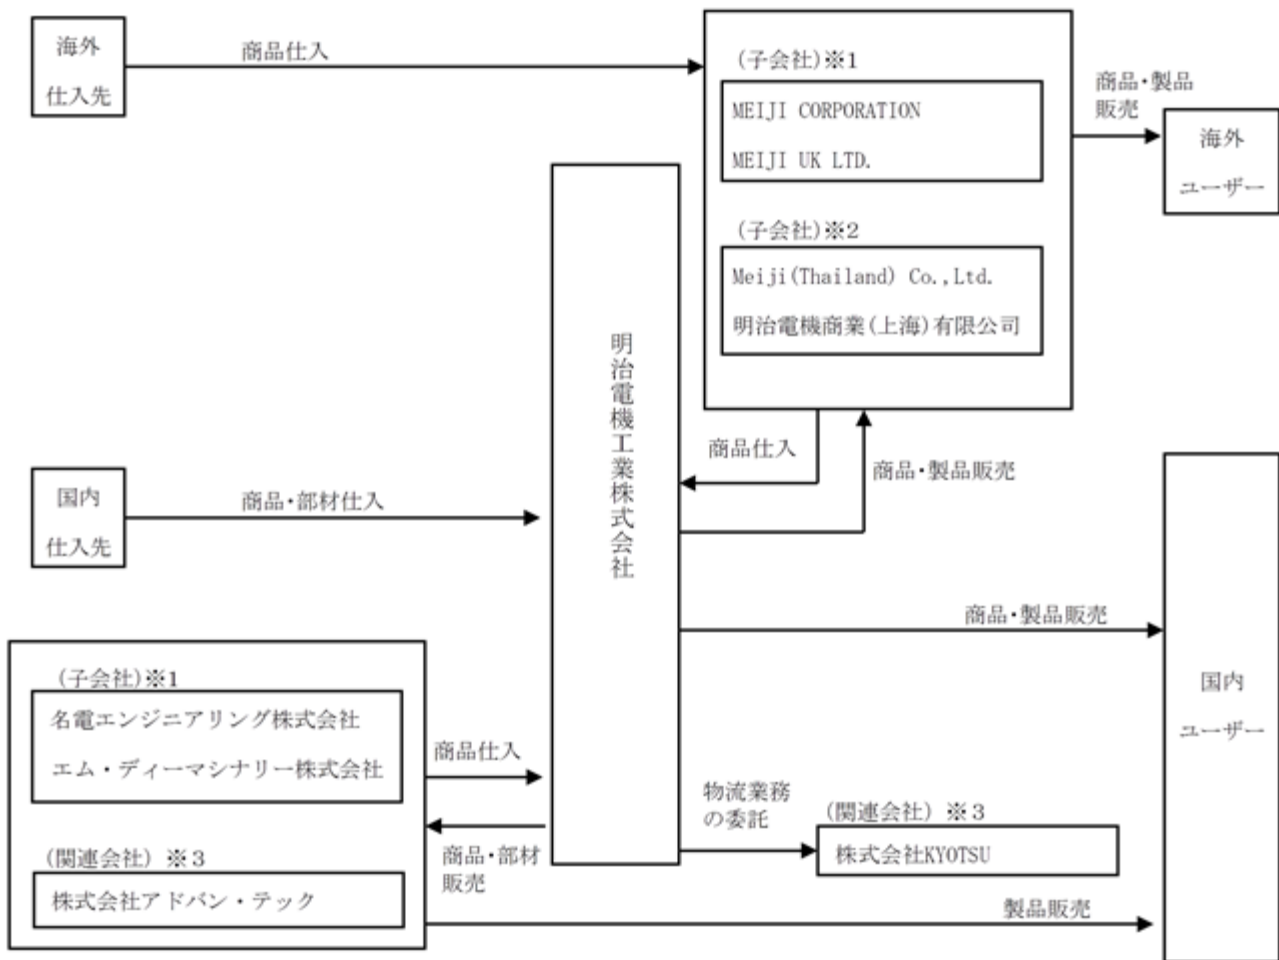 海外
仕入先
商品仕入
(子会社)※1
MEIJI CORPORATION
MEIJI UK LTD.
(子会社)※2
Meiji(Thailand) Co.,Ltd.
明治電機商業(上海)有限公司
商品・製品
販売
海外
ユーザー
明治電機工業株式会社
商品仕入
商品・製品販売
国内
仕入先
商品・部材仕入
商品・製品販売
国内
ユーザー
(子会社)※1
名電エンジニアリング株式会社
エム・ディーマシナリー株式会社
(関連会社) ※3
株式会社アドバン・テック
商品仕入
商品・部材
販売
物流業務
の委託
(関連会社) ※3
株式会社KYOTSU
製品販売